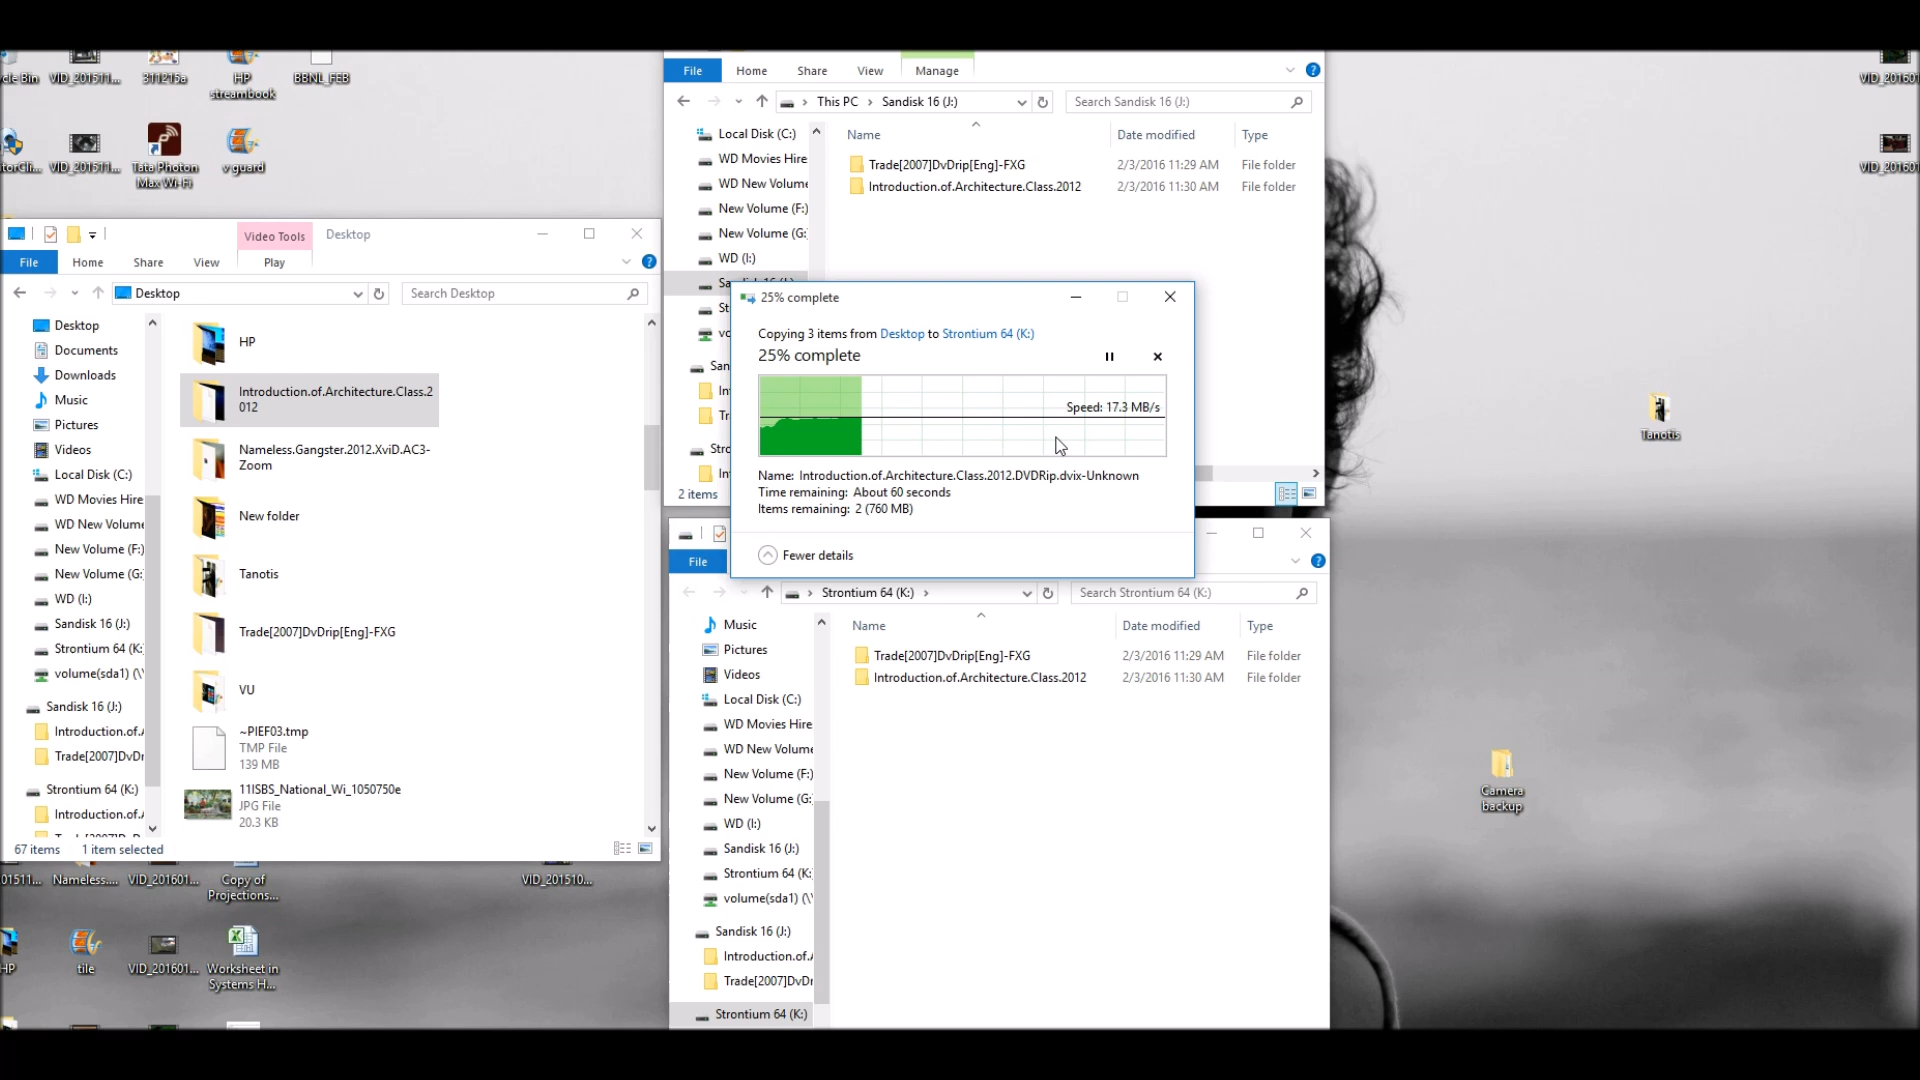 VID_201511...
311215a
HP
streambook
BBNL_FEB
VID_201511...
Tata Photon
Max Wi-Fi
v guard
Video Tools
Desktop
File
Home
Share
View
Play
Desktop
Search Desktop
Desktop
Documents
Downloads
Music
Pictures
Videos
Local Disk (C:)
WD Movies Hire
WD New Volume
New Volume (F:)
New Volume (G:
WD (I:)
Sandisk 16 (J:)
Strontium 64 (K:
volume(sda1) (\\
Sandisk 16 (J:)
Introduction.of.A
Trade[2007]DvDr
Strontium 64 (K:)
Introduction.of.A
HP
Introduction.of.Architecture.Class.2
012
Nameless.Gangster.2012.XviD.AC3-
Zoom
New folder
Tanotis
Trade[2007]DvDrip[Eng]-FXG
VU
~PIEF03.tmp
TMP File
139 MB
11ISBS_National_Wi_1050750e
JPG File
20.3 KB
67 items
1 item selected
01511...
Nameless....
VID_201601...
Copy of
Projections...
VID_201510...
HP
tile
VID_201601...
Worksheet in
Systems H...
File
Home
Share
View
Manage
This PC
Sandisk 16 (J:)
Search Sandisk 16 (J:)
Local Disk (C:)
WD Movies Hire
WD New Volume
New Volume (F:)
New Volume (G:
WD (I:)
Name
Date modified
Type
Trade[2007]DvDrip[Eng]-FXG
2/3/2016 11:29 AM
File folder
Introduction.of.Architecture.Class.2012
2/3/2016 11:30 AM
File folder
2 items
25% complete
Copying 3 items from Desktop to Strontium 64 (K:)
25% complete
Speed: 17.3 MB/s
Name: Introduction.of.Architecture.Class.2012.DVDRip.dvix-Unknown
Time remaining: About 60 seconds
Items remaining: 2 (760 MB)
Fewer details
File
Strontium 64 (K:)
Search Strontium 64 (K:)
Music
Pictures
Videos
Local Disk (C:)
WD Movies Hire
WD New Volume
New Volume (F:)
New Volume (G:
WD (I:)
Sandisk 16 (J:)
Strontium 64 (K:
volume(sda1) (\\
Sandisk 16 (J:)
Introduction.of.A
Trade[2007]DvDr
Strontium 64 (K:)
Name
Date modified
Type
Trade[2007]DvDrip[Eng]-FXG
2/3/2016 11:29 AM
File folder
Introduction.of.Architecture.Class.2012
2/3/2016 11:30 AM
File folder
VID_201601
VID_201601
Tanotis
Camera
backup